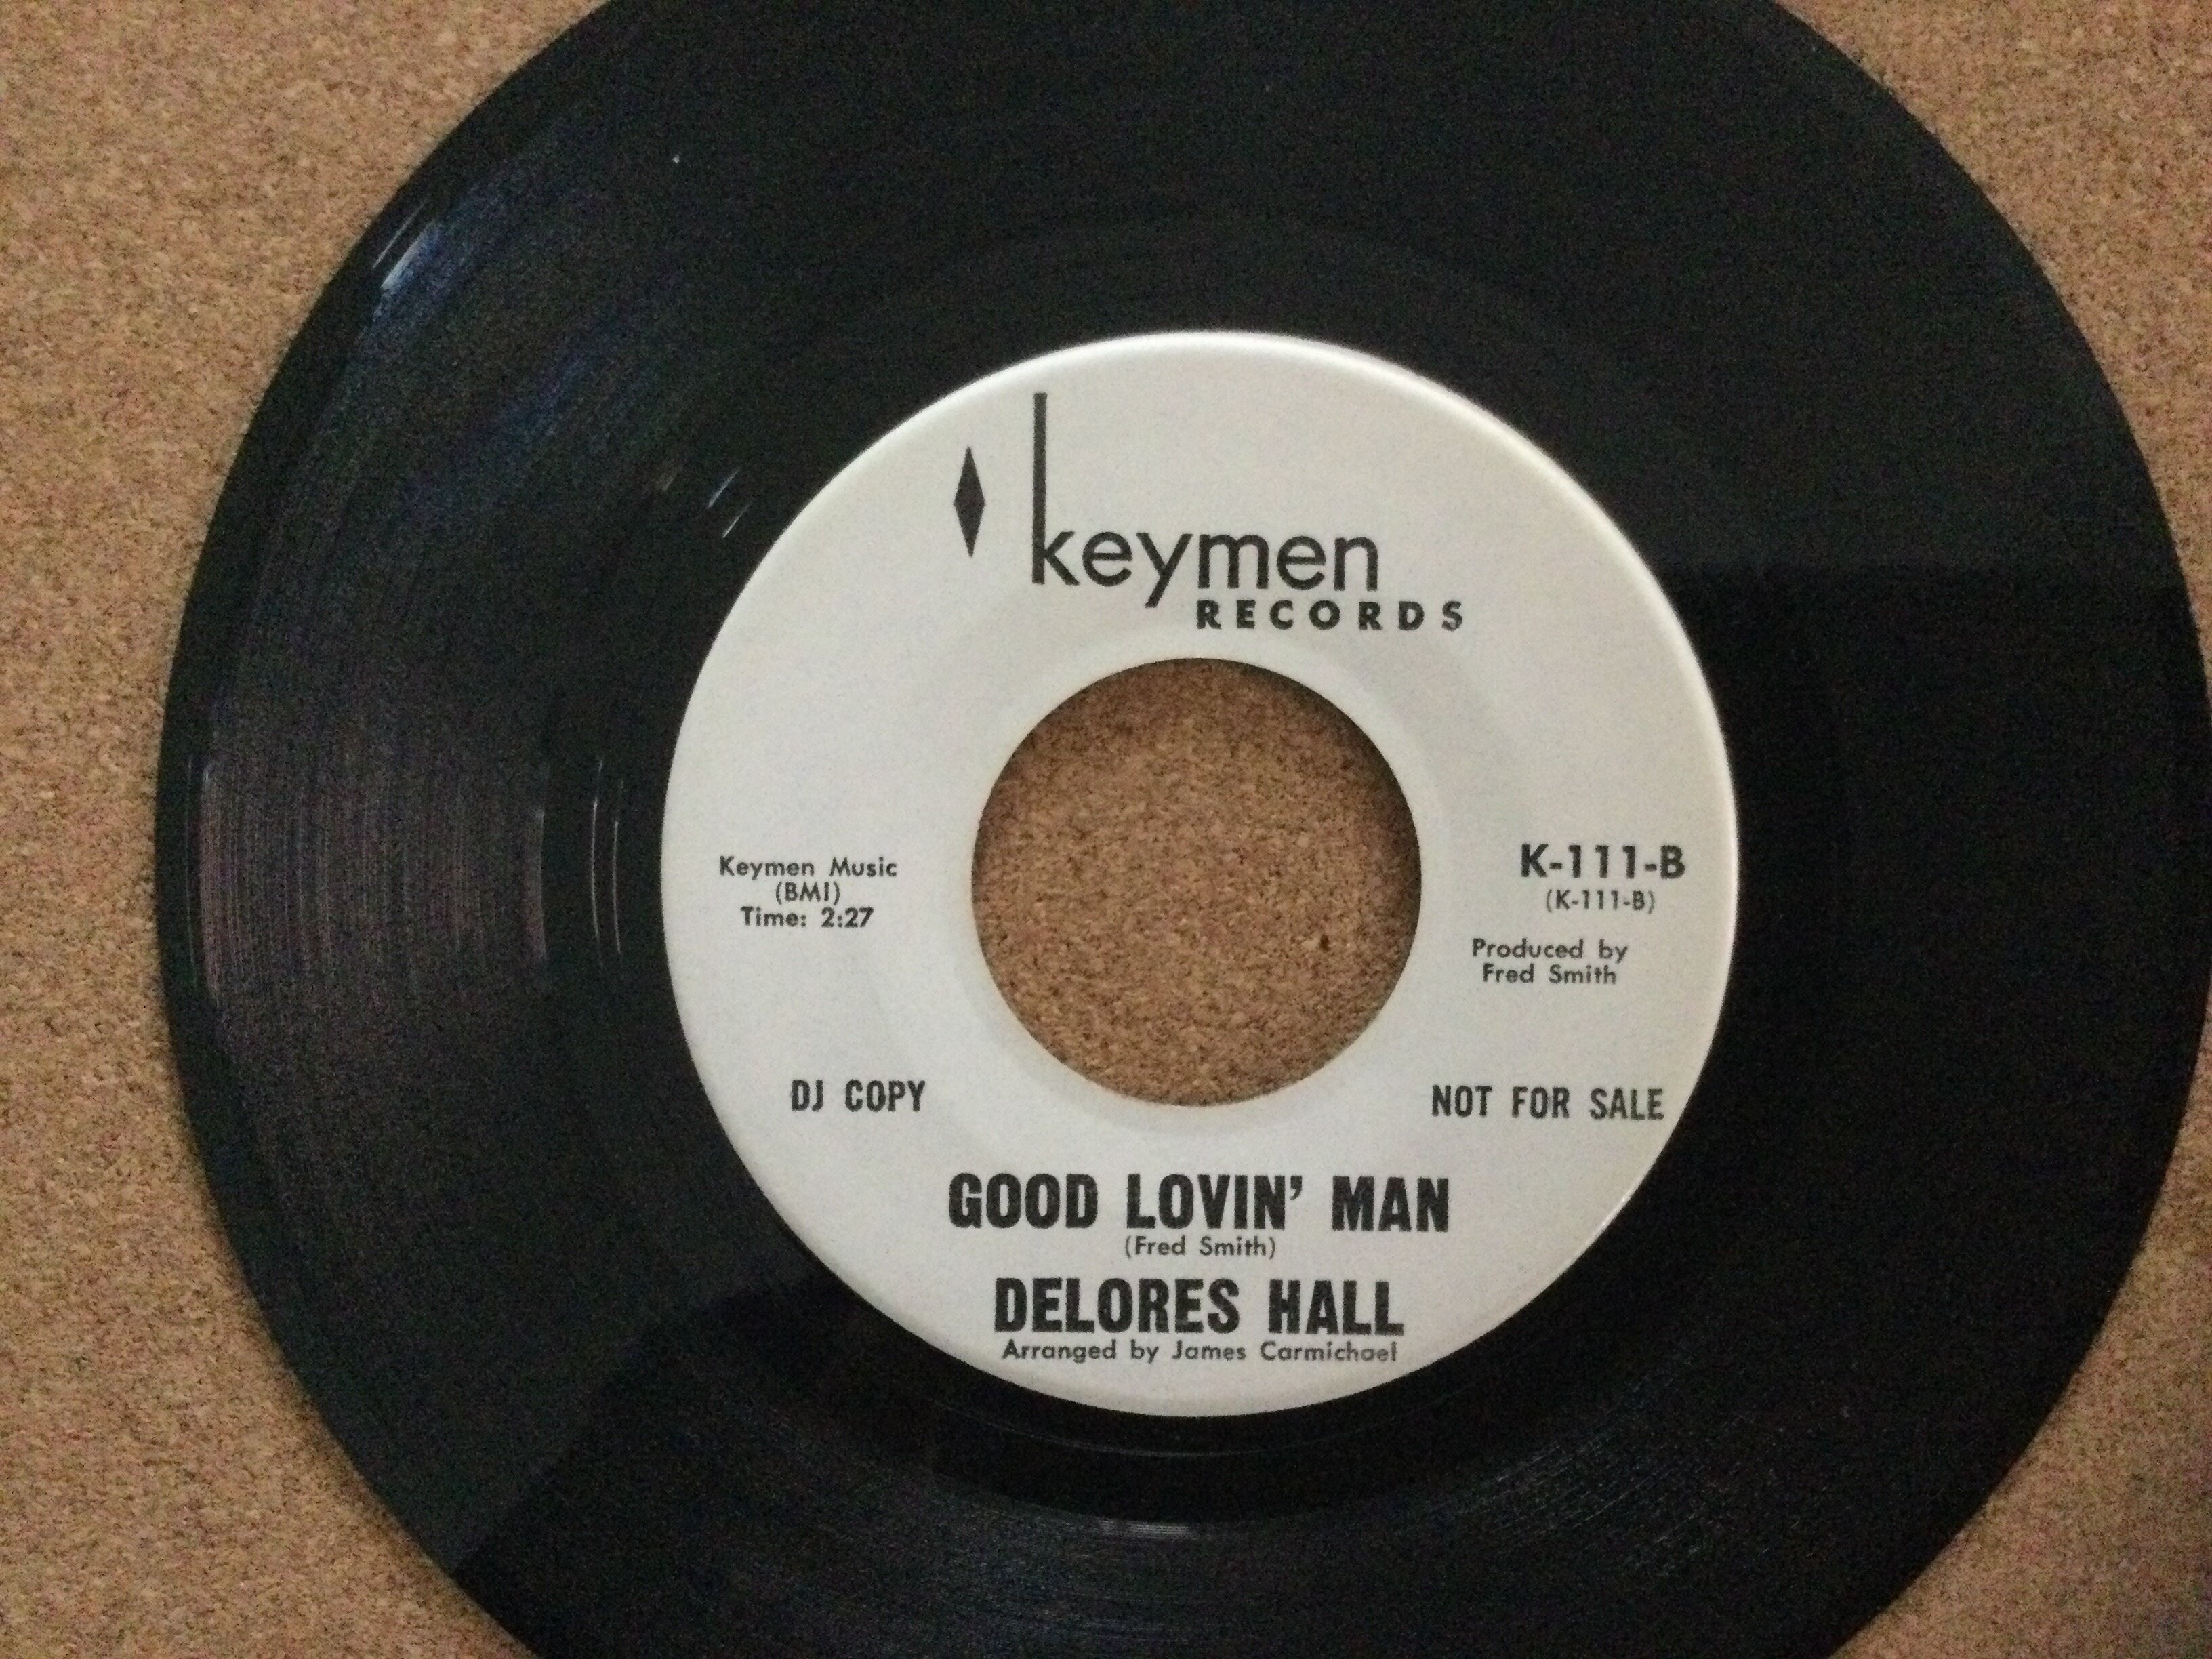 keymen
RECORDS
Keymen Music
(BMI)
Time: 2:27
K-111-B
(K-111-B)
Produced by
Fred Smith
DJ COPY
NOT FOR SALE
GOOD LOVIN' MAN
(Fred Smith)
DELORES HALL
Arranged by James Carmichael